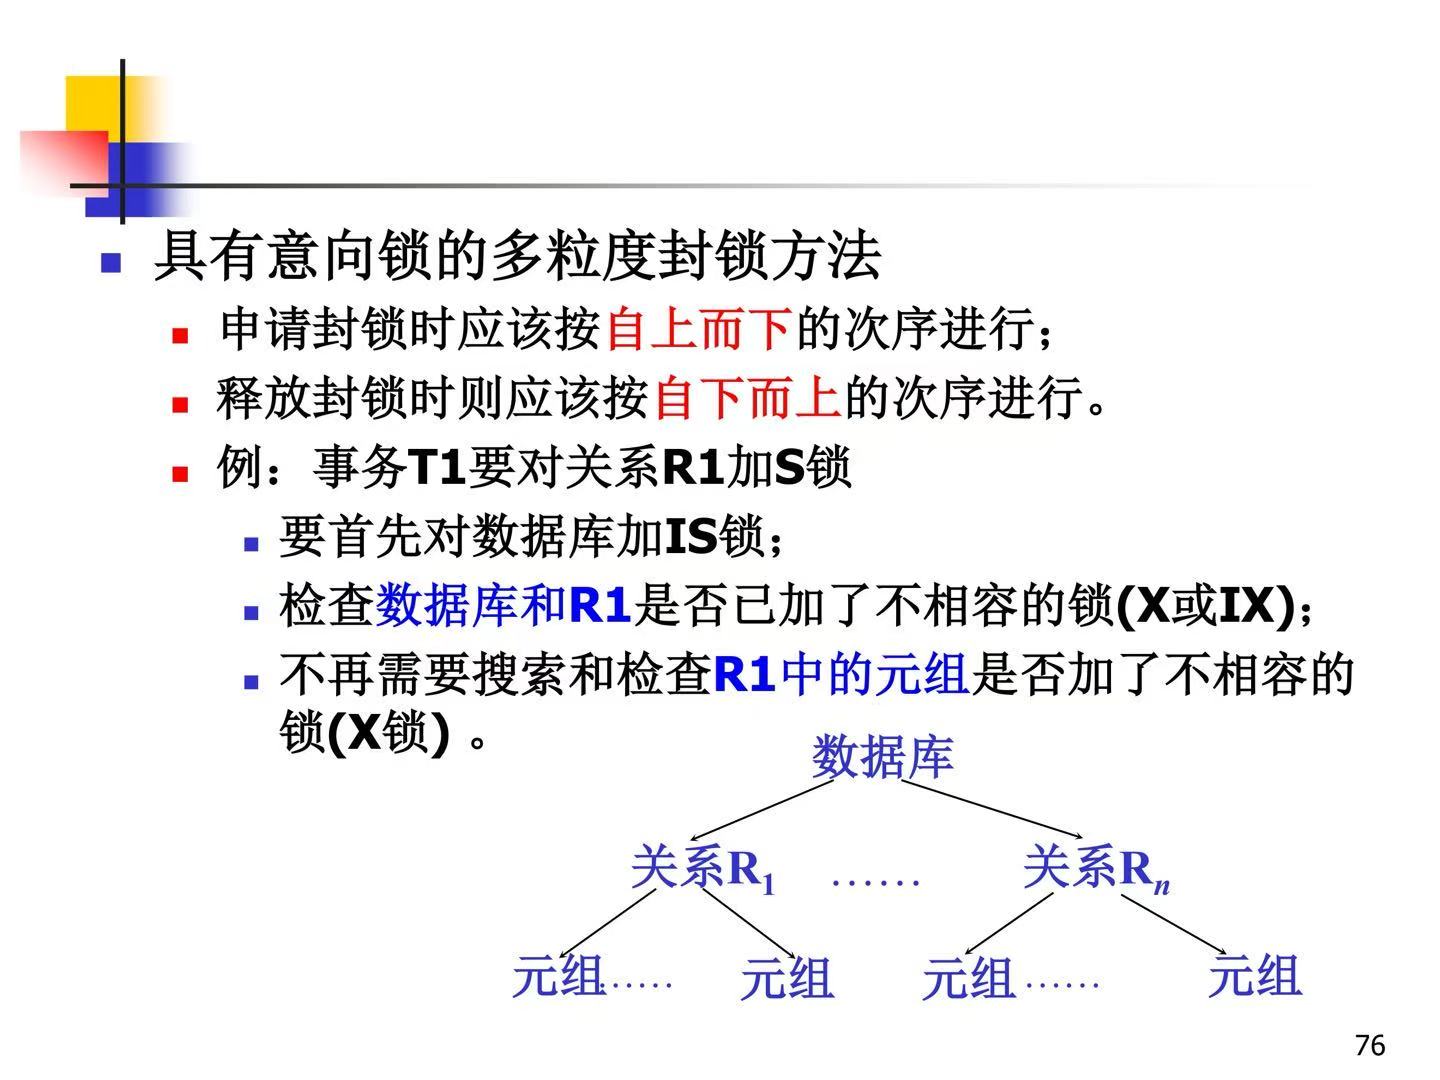 具有意向锁的多粒度封锁方法
申请封锁时应该按自上而下的次序进行；
释放封锁时则应该按自下而上的次序进行。
例：事务T1要对关系R1加S锁
要首先对数据库加IS锁；
检查数据库和R1是否已加了不相容的锁(X或IX)；
不再需要搜索和检查R1中的元组是否加了不相容的
锁(X锁) 。
数据库
关系R1 …… 关系Rn
元组…… 元组 元组…… 元组
76